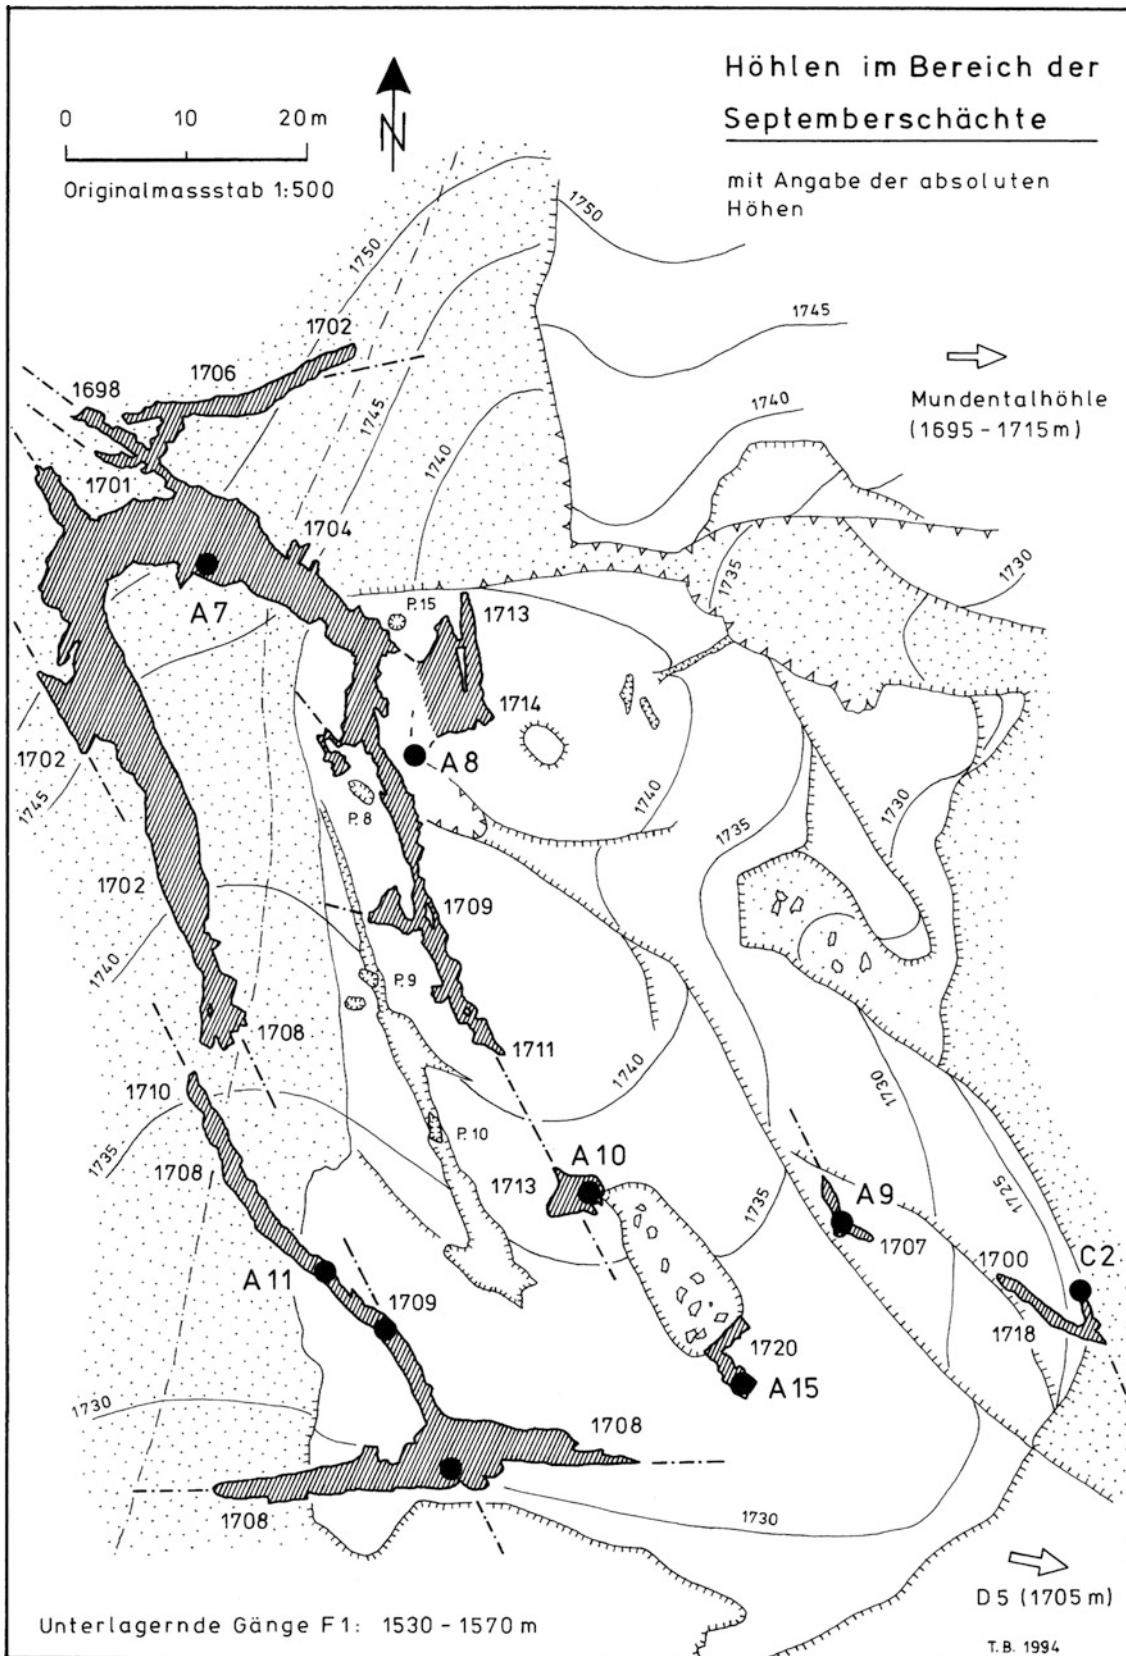 Höhlen im Bereich der
Septemberschächte
mit Angabe der absoluten
Höhen
0 10 20 m
N
Originalmassstab 1:500
1750
1750
1745
1745
1740
1740
1702
1706
1698
1701
Mundentalhöhle
(1695 - 1715 m)
1704
A7
P. 15
1713
1735
1730
1714
A8
1702
1745
P. 8
1740
1735
1730
1702
1709
1740
P. 9
1708
1711
1710
1740
1730
P. 10
1735
1708
A10
1713
1735
A9
1707
1725
1700
C2
A11
1709
1718
1720
A15
1730
1708
1708
1730
D5 (1705 m)
Unterlagernde Gänge F1: 1530 - 1570 m
T.B. 1994